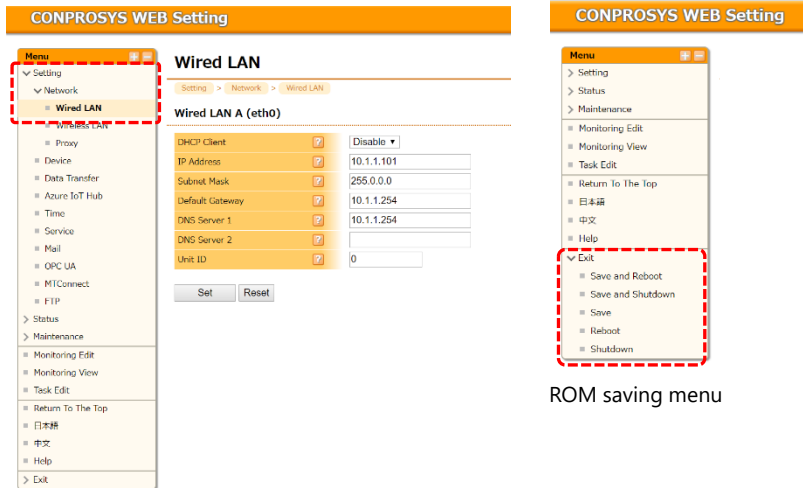 CONPROSYS WEB Setting
Menu
Setting
Network
Wired LAN
Wireless LAN
Proxy
Device
Data Transfer
Azure IoT Hub
Time
Service
Mail
OPC UA
MTConnect
FTP
Status
Maintenance
Monitoring Edit
Monitoring View
Task Edit
Return To The Top
日本語
中文
Help
Exit
Wired LAN
Setting > Network > Wired LAN
Wired LAN A (eth0)
DHCP Client ? Disable
IP Address ? 10.1.1.101
Subnet Mask ? 255.0.0.0
Default Gateway ? 10.1.1.254
DNS Server 1 ? 10.1.1.254
DNS Server 2 ?
Unit ID ? 0
Set Reset
CONPROSYS WEB Setting
Menu
Setting
Status
Maintenance
Monitoring Edit
Monitoring View
Task Edit
Return To The Top
日本語
中文
Help
Exit
Save and Reboot
Save and Shutdown
Save
Reboot
Shutdown
ROM saving menu